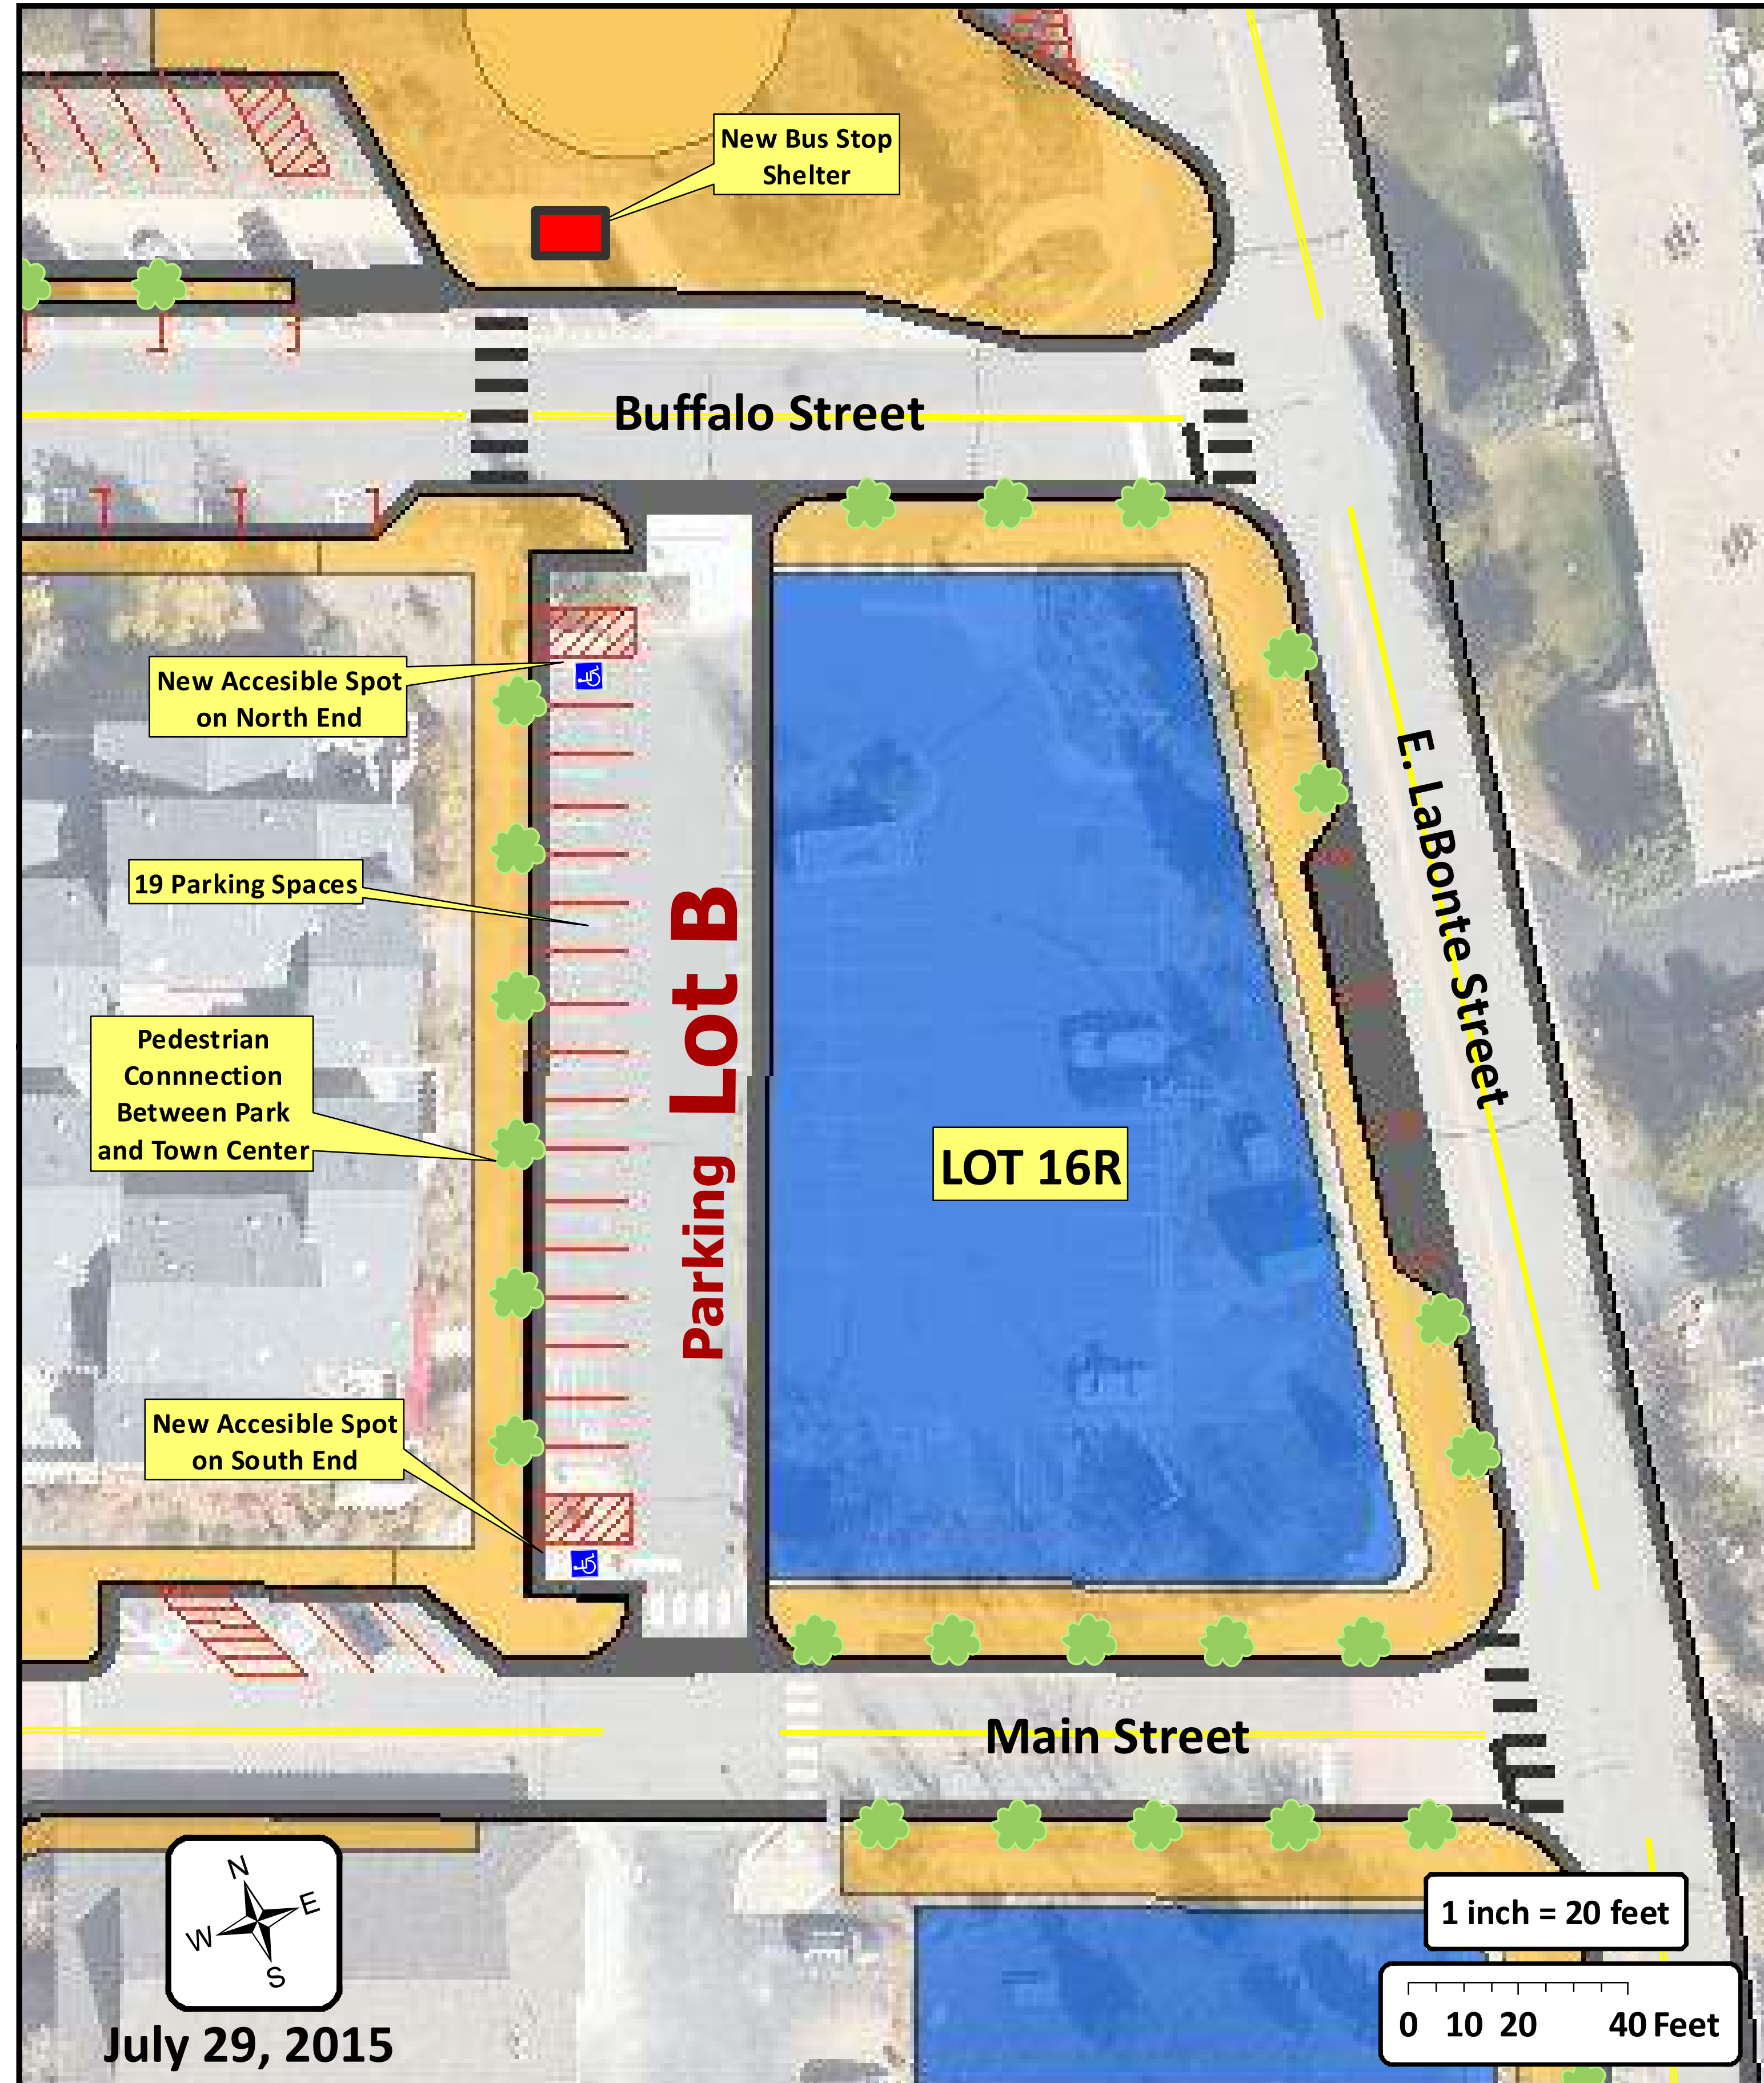 New Bus Stop
Shelter
Buffalo Street
New Accesible Spot
on North End
19 Parking Spaces
Parking Lot B
E. LaBonte Street
Pedestrian
Connnection
Between Park
and Town Center
LOT 16R
New Accesible Spot
on South End
Main Street
N
E
W
S
1 inch = 20 feet
0 10 20 40 Feet
July 29, 2015